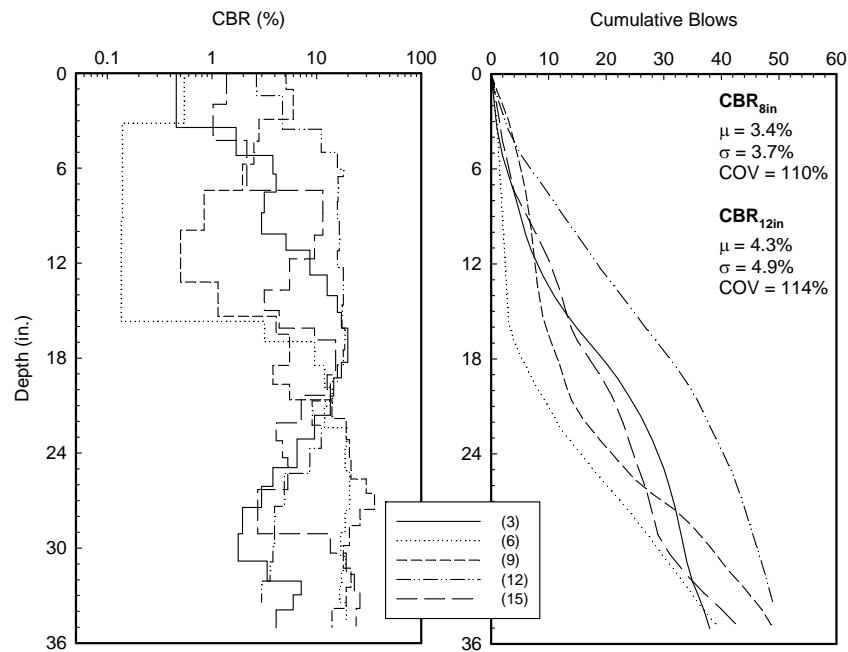 CBR (%)
0.1 1 10 100
Cumulative Blows
0 10 20 30 40 50 60
Depth (in.)
0
6
12
18
24
30
36
0
6
12
18
24
30
36
CBR8in
μ = 3.4%
σ = 3.7%
COV = 110%
CBR12in
μ = 4.3%
σ = 4.9%
COV = 114%
(3)
(6)
(9)
(12)
(15)